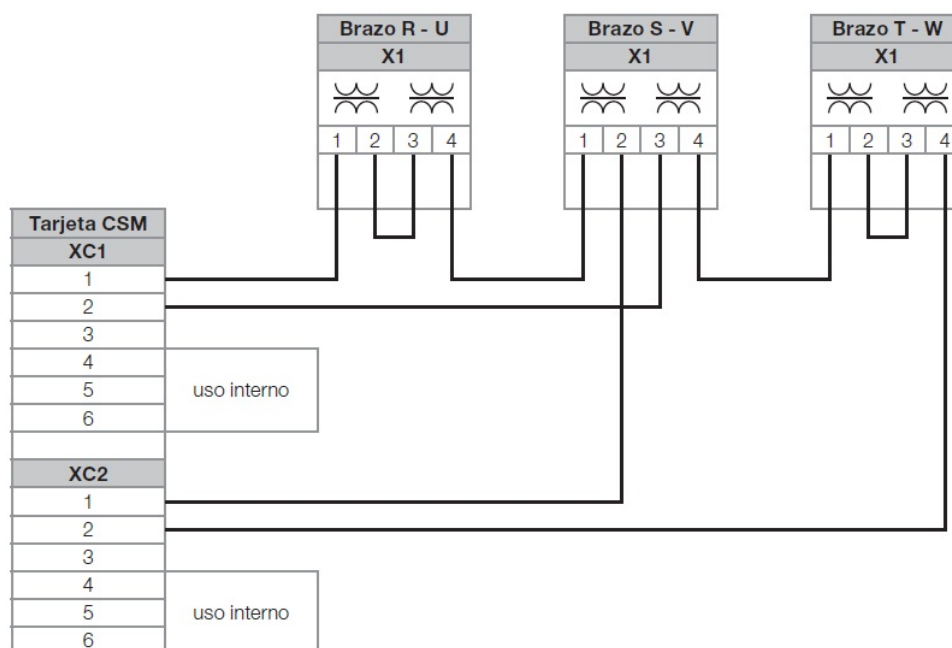 Brazo R - U
X1
1 2 3 4
Brazo S - V
X1
1 2 3 4
Brazo T - W
X1
1 2 3 4
Tarjeta CSM
XC1
1
2
3
4
5
6
uso interno
XC2
1
2
3
4
5
6
uso interno